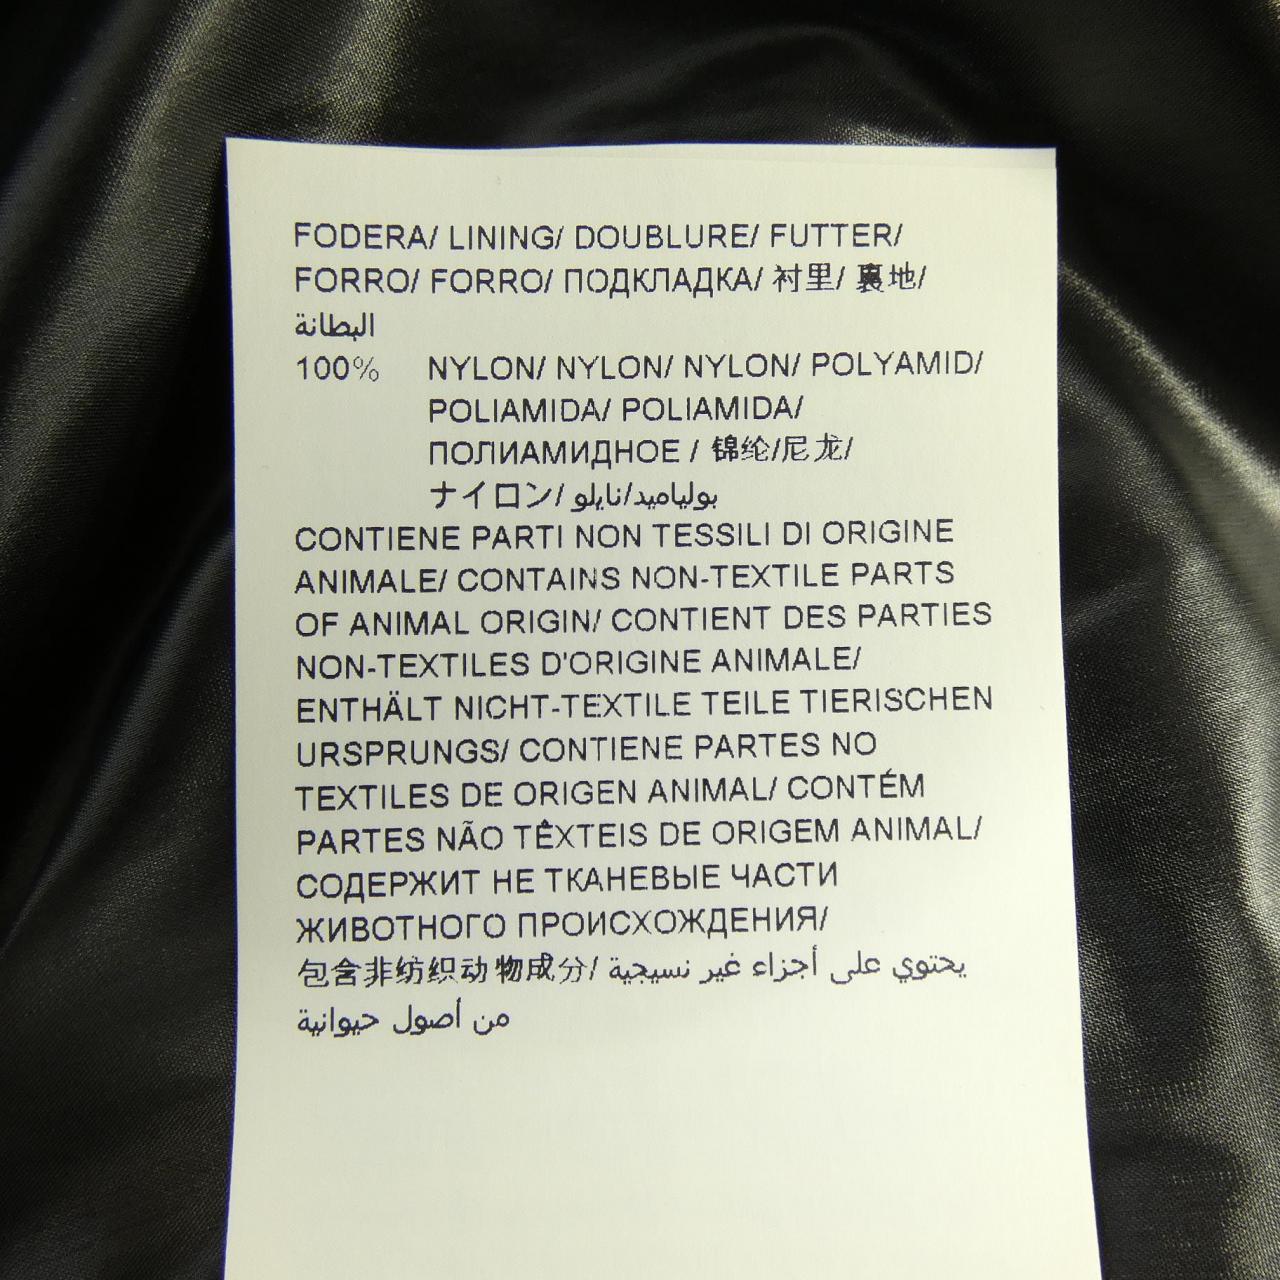 FODERA/ LINING/ DOUBLURE/ FUTTER/
FORRO/ FORRO/ ПОДКЛАДКА/ 衬里/ 裏地/
البطانة
100% NYLON/ NYLON/ NYLON/ POLYAMID/
POLIAMIDA/ POLIAMIDA/
ПОЛИАМИДНОЕ / 锦纶/尼龙/
ナイロン/ بولياميد/نايلو
CONTIENE PARTI NON TESSILI DI ORIGINE
ANIMALE/ CONTAINS NON-TEXTILE PARTS
OF ANIMAL ORIGIN/ CONTIENT DES PARTIES
NON-TEXTILES D'ORIGINE ANIMALE/
ENTHÄLT NICHT-TEXTILE TEILE TIERISCHEN
URSPRUNGS/ CONTIENE PARTES NO
TEXTILES DE ORIGEN ANIMAL/ CONTÉM
PARTES NÃO TÊXTEIS DE ORIGEM ANIMAL/
СОДЕРЖИТ НЕ ТКАНЕВЫЕ ЧАСТИ
ЖИВОТНОГО ПРОИСХОЖДЕНИЯ/
包含非纺织动物成分/ يحتوي على أجزاء غير نسيجية
من أصول حيوانية